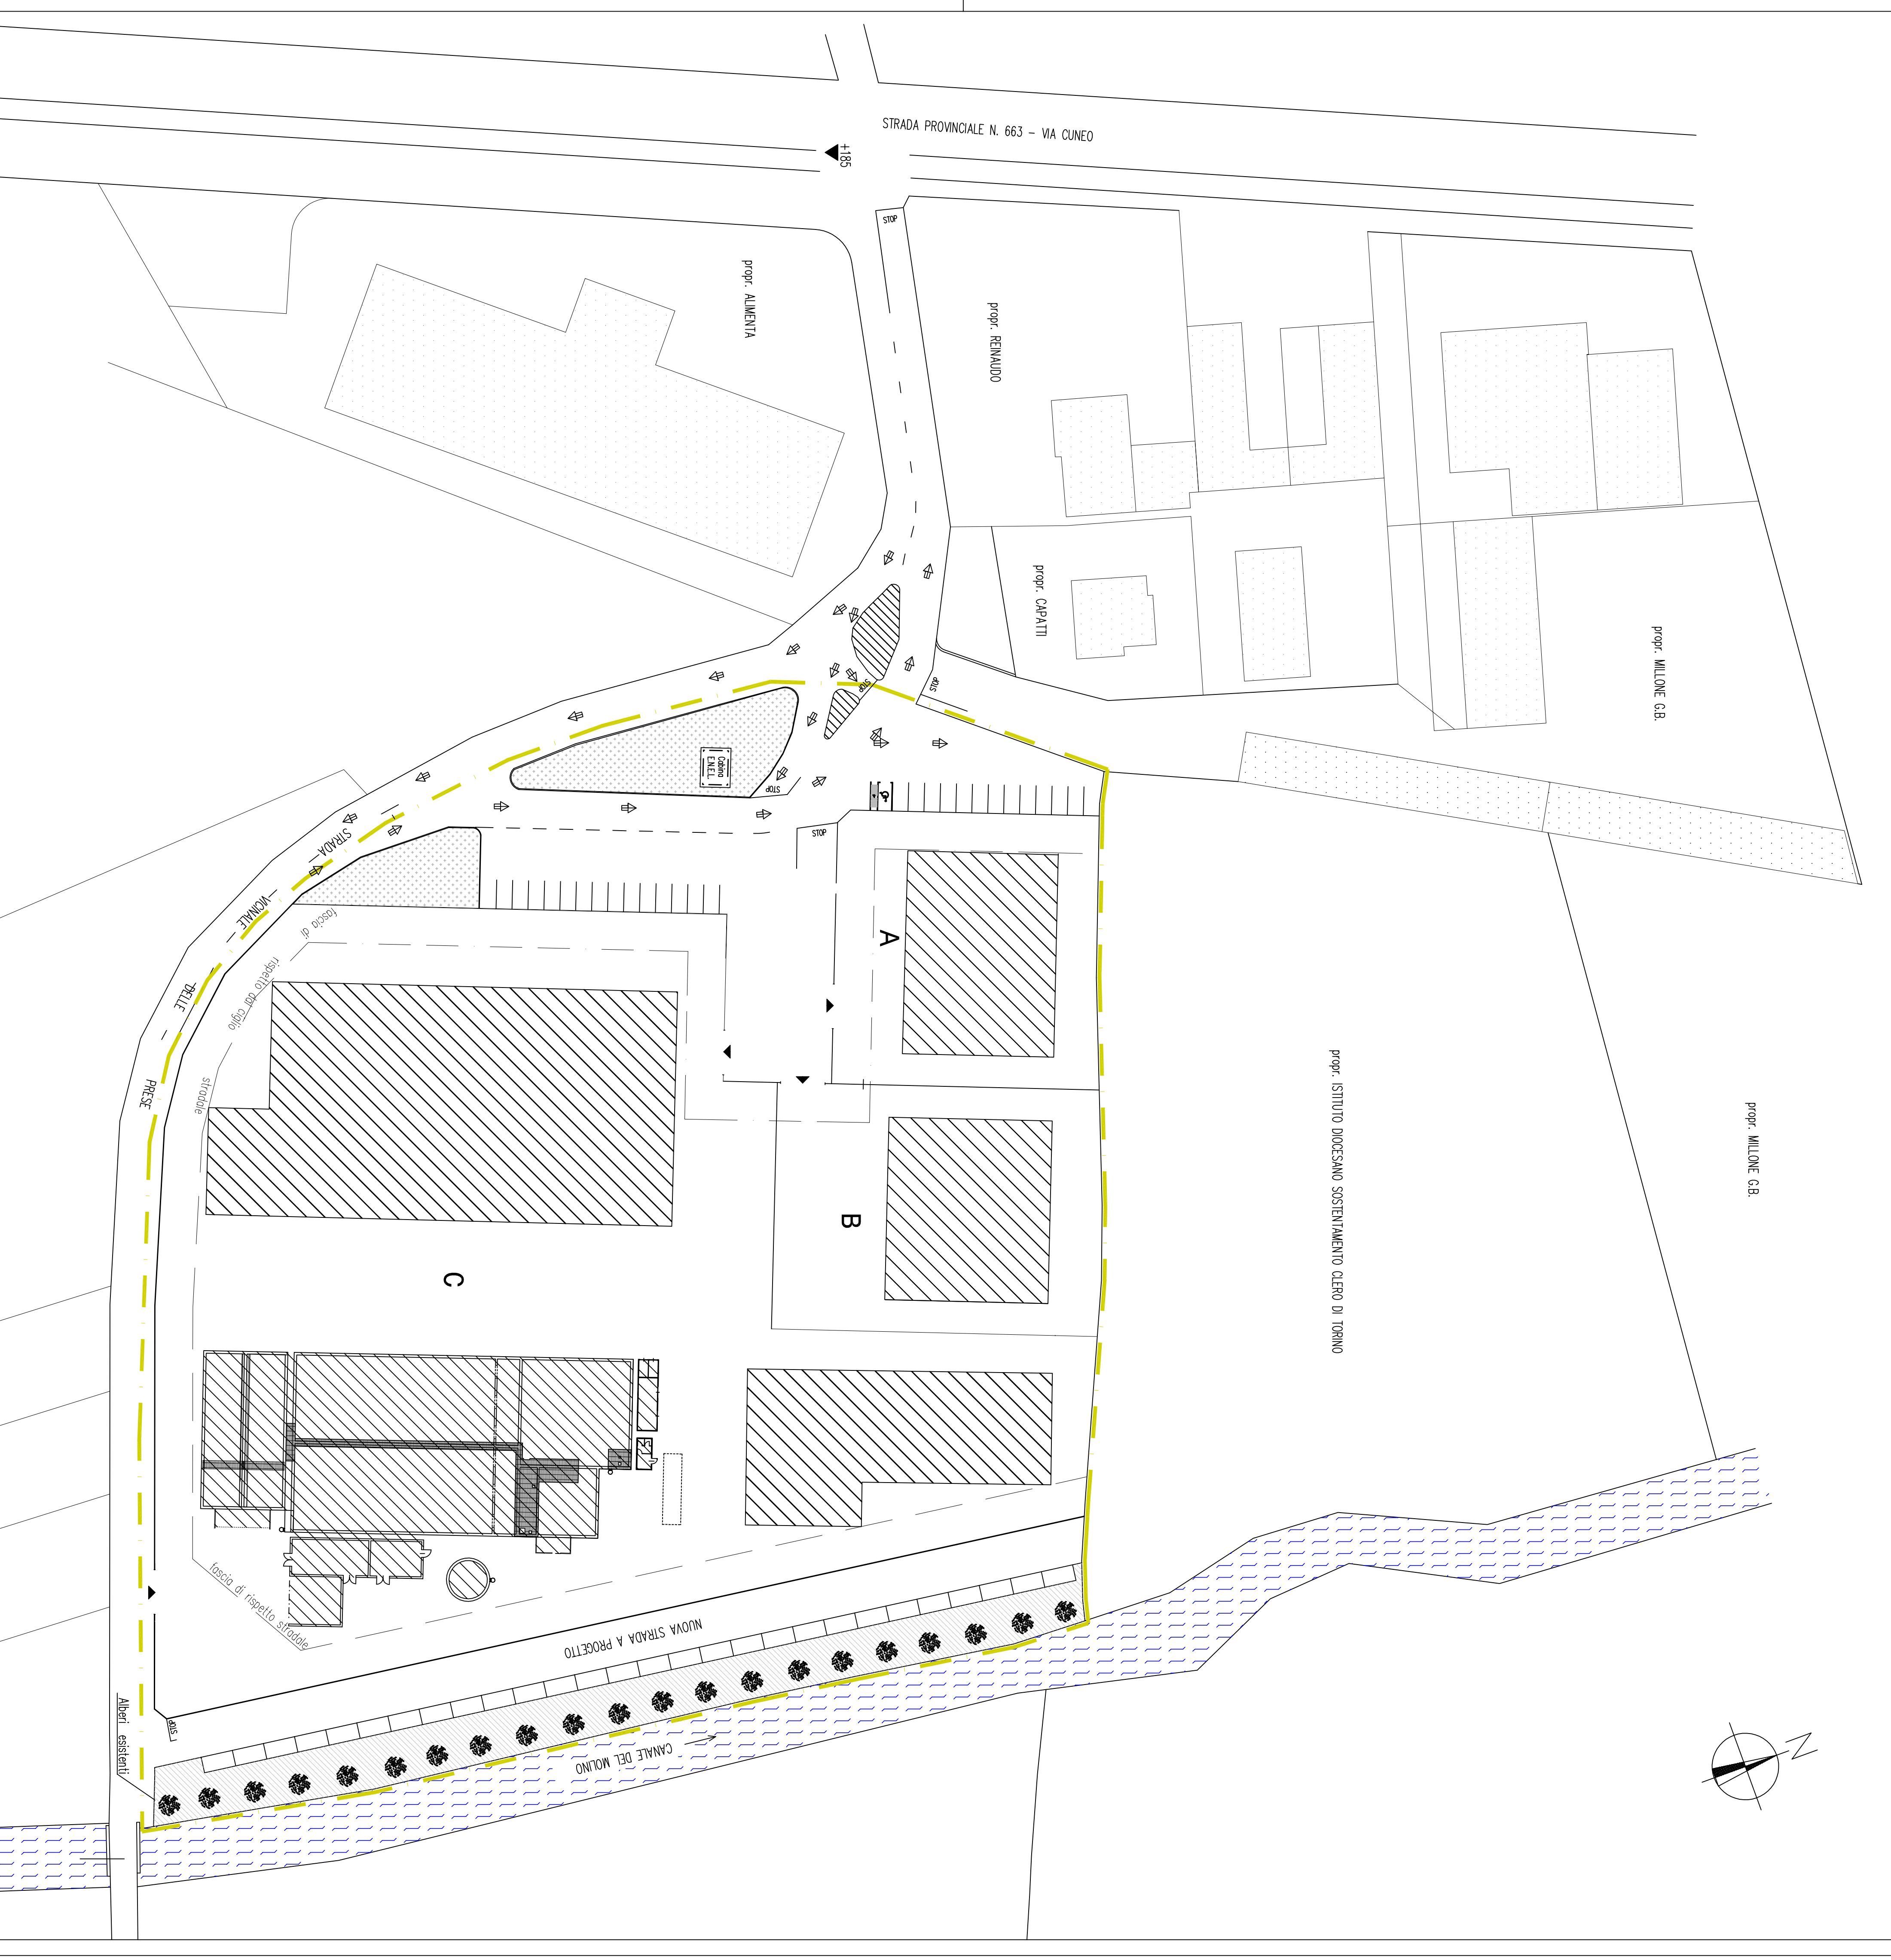 STRADA PROVINCIALE N. 663 – VIA CUNEO
+185
STOP
propr. ALIMENTA
propr. REINAUDO
propr. CAPATTI
propr. MILLONE G.B.
STOP
STOP
Cabina
E.N.E.L.
STOP
STOP
STRADA
VICINALE
DELLE
PRESE
fascia di
rispetto dal ciglio
stradale
A
B
C
propr. ISTITUTO DIOCESANO SOSTENTAMENTO CLERO DI TORINO
propr. MILLONE G.B.
fascia di rispetto stradale
NUOVA STRADA A PROGETTO
STOP
Alberi esistenti
CANALE DEL MOLINO
N